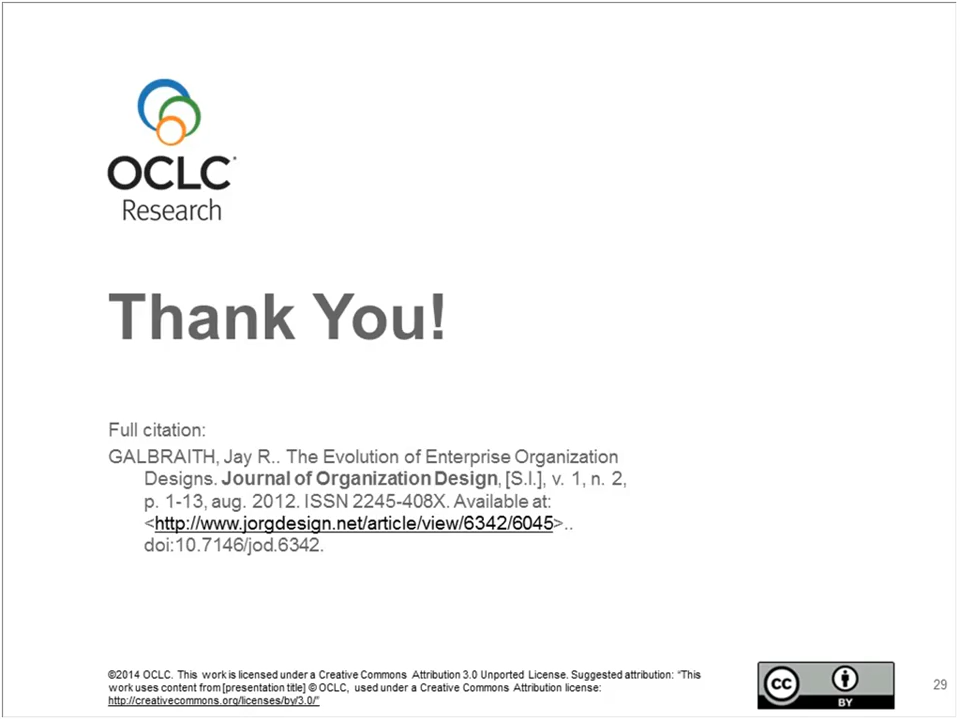 OCLC
Research
Thank You!
Full citation:
GALBRAITH, Jay R.. The Evolution of Enterprise Organization
Designs. Journal of Organization Design, [S.l.], v. 1, n. 2,
p. 1-13, aug. 2012. ISSN 2245-408X. Available at:
<http://www.jorgdesign.net/article/view/6342/6045>..
doi:10.7146/jod.6342.
©2014 OCLC. This work is licensed under a Creative Commons Attribution 3.0 Unported License. Suggested attribution: “This
work uses content from [presentation title] © OCLC, used under a Creative Commons Attribution license:
http://creativecommons.org/licenses/by/3.0/”
cc
BY
29